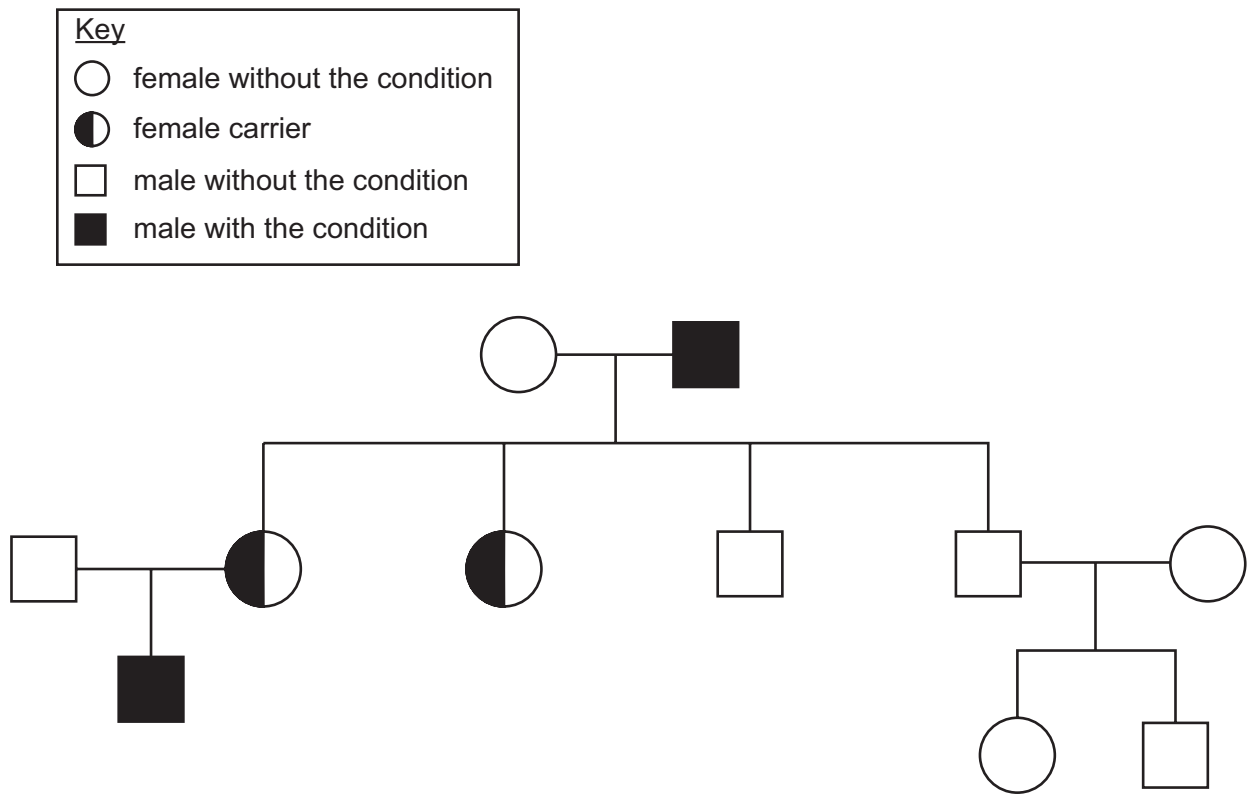 Key
female without the condition
female carrier
male without the condition
male with the condition